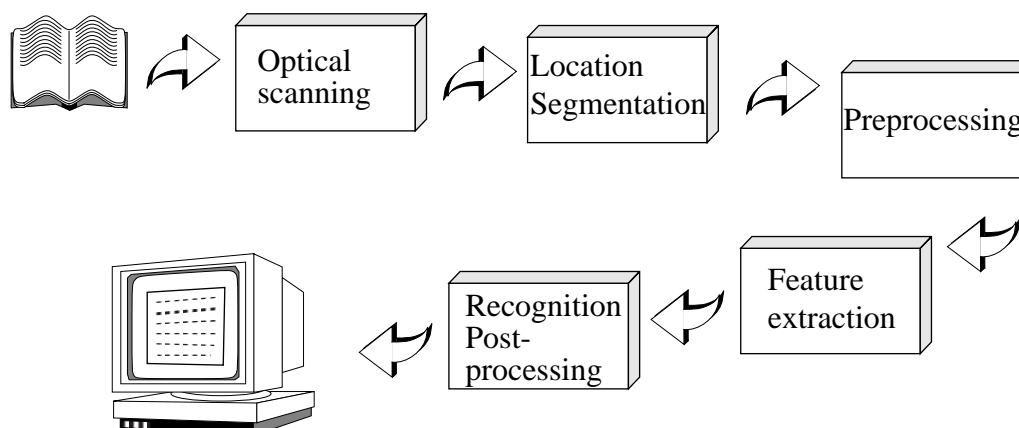 Optical
scanning
Location
Segmentation
Preprocessing
Feature
extraction
Recognition
Post-
processing